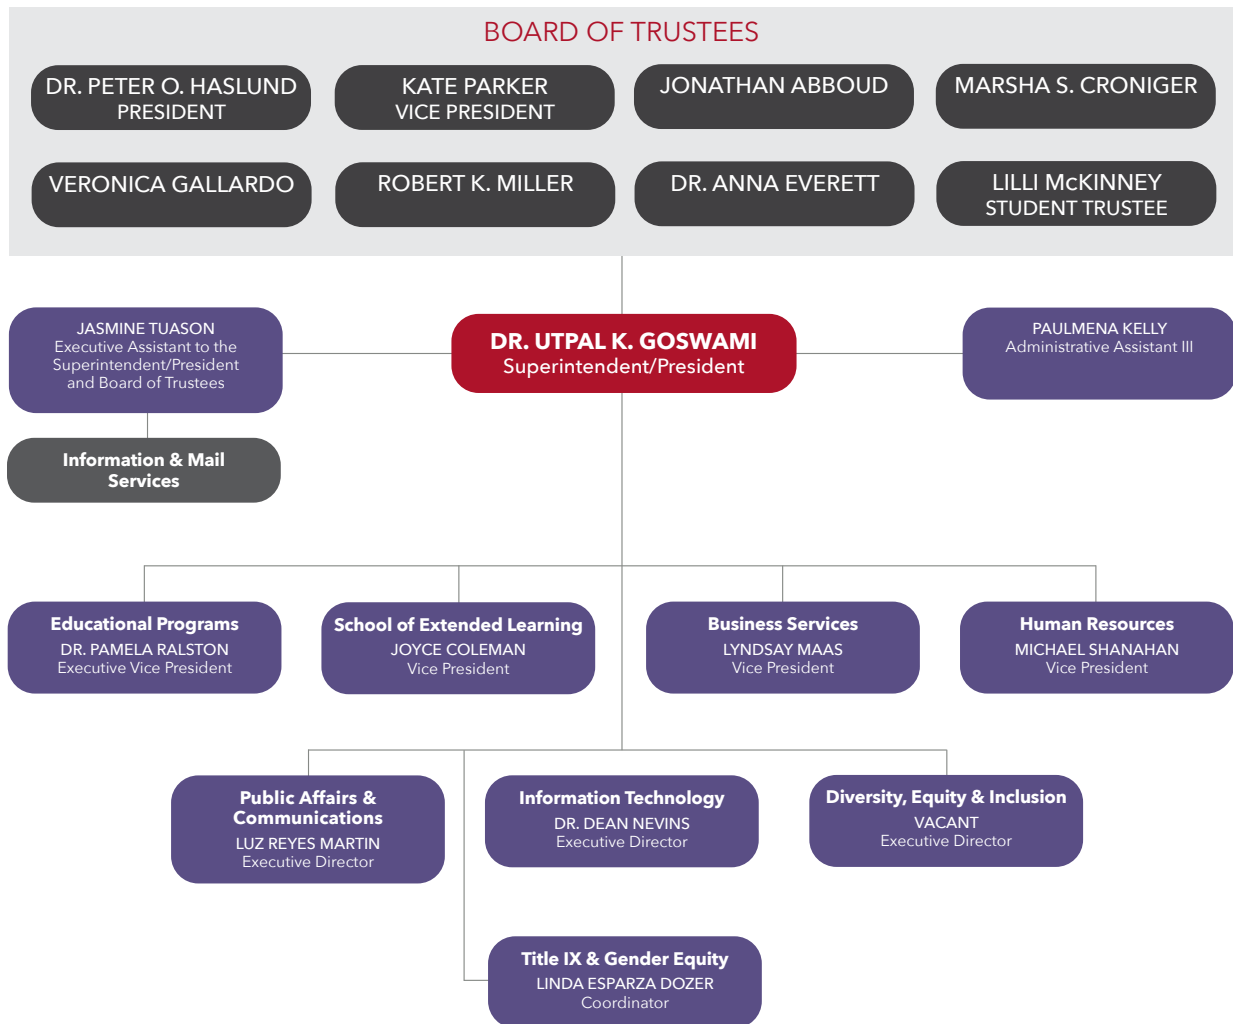 BOARD OF TRUSTEES
DR. PETER O. HASLUND
PRESIDENT
KATE PARKER
VICE PRESIDENT
JONATHAN ABBOUD
MARSHA S. CRONIGER
VERONICA GALLARDO
ROBERT K. MILLER
DR. ANNA EVERETT
LILLI McKINNEY
STUDENT TRUSTEE
JASMINE TUASON
Executive Assistant to the
Superintendent/President
and Board of Trustees
DR. UTPAL K. GOSWAMI
Superintendent/President
PAULMENA KELLY
Administrative Assistant III
Information & Mail
Services
Educational Programs
DR. PAMELA RALSTON
Executive Vice President
School of Extended Learning
JOYCE COLEMAN
Vice President
Business Services
LYNDSAY MAAS
Vice President
Human Resources
MICHAEL SHANAHAN
Vice President
Public Affairs &
Communications
LUZ REYES MARTIN
Executive Director
Information Technology
DR. DEAN NEVINS
Executive Director
Diversity, Equity & Inclusion
VACANT
Executive Director
Title IX & Gender Equity
LINDA ESPARZA DOZER
Coordinator